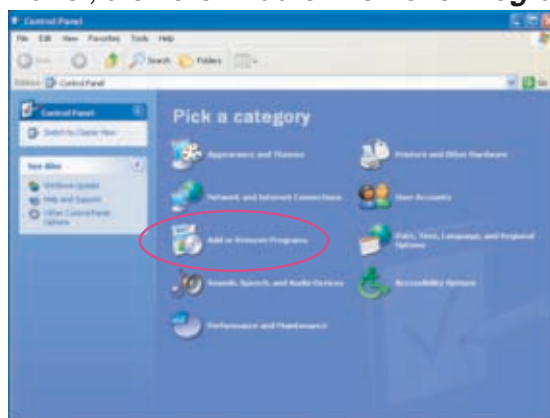 Control Panel
File Edit View Favorites Tools Help
Search Folders
Control Panel
Go
Control Panel
Switch to Classic View
See Also
Windows Update
Help and Support
Other Control Panel
Options
Pick a category
Appearance and Themes
Printers and Other Hardware
Network and Internet Connections
User Accounts
Add or Remove Programs
Date, Time, Language, and Regional
Options
Sounds, Speech, and Audio Devices
Accessibility Options
Performance and Maintenance